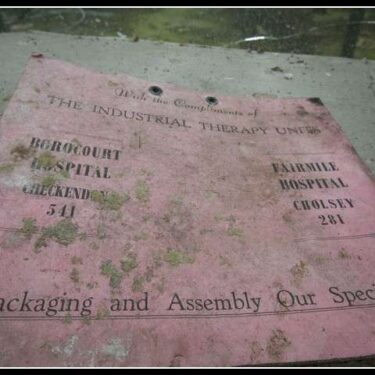 With the Compliments of
THE INDUSTRIAL THERAPY UNITS
BOROCOURT
HOSPITAL
CHECKENDON
541
FAIRMILE
HOSPITAL
CHOLSEY
281
Packaging and Assembly Our Speci